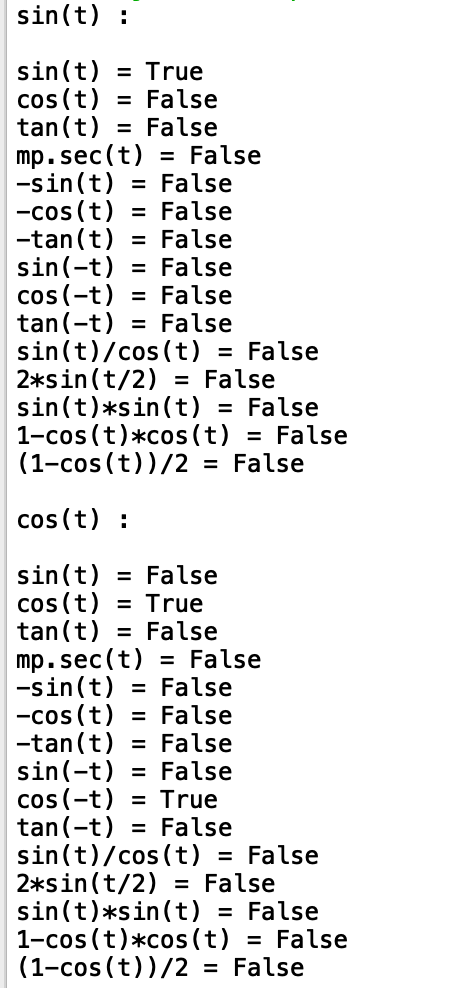 sin(t) :
sin(t) = True
cos(t) = False
tan(t) = False
mp.sec(t) = False
-sin(t) = False
-cos(t) = False
-tan(t) = False
sin(-t) = False
cos(-t) = False
tan(-t) = False
sin(t)/cos(t) = False
2*sin(t/2) = False
sin(t)*sin(t) = False
1-cos(t)*cos(t) = False
(1-cos(t))/2 = False
cos(t) :
sin(t) = False
cos(t) = True
tan(t) = False
mp.sec(t) = False
-sin(t) = False
-cos(t) = False
-tan(t) = False
sin(-t) = False
cos(-t) = True
tan(-t) = False
sin(t)/cos(t) = False
2*sin(t/2) = False
sin(t)*sin(t) = False
1-cos(t)*cos(t) = False
(1-cos(t))/2 = False